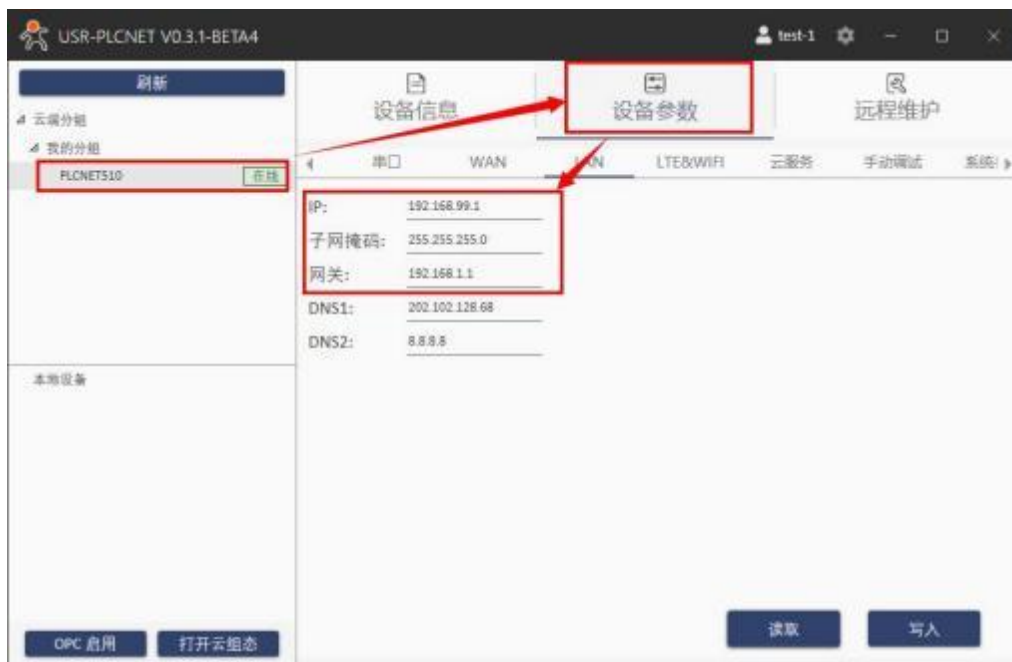 USR-PLCNET V0.3.1-BETA4
test-1
刷新
云端分组
我的分组
PLCNET510 在线
本地设备
OPC 启用 打开云组态
设备信息 设备参数 远程维护
串口 WAN LAN LTE&WIFI 云服务 手动调试 系统
IP: 192.168.99.1
子网掩码: 255.255.255.0
网关: 192.168.1.1
DNS1: 202.102.128.68
DNS2: 8.8.8.8
读取 写入